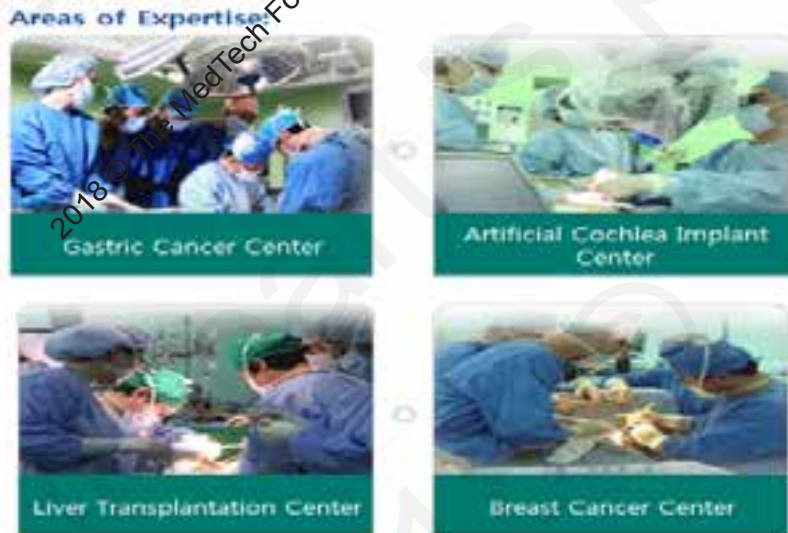 Areas of Expertise:
2018 © The MedTech Fo
Gastric Cancer Center
Artificial Cochlea Implant
Center
Liver Transplantation Center
Breast Cancer Center